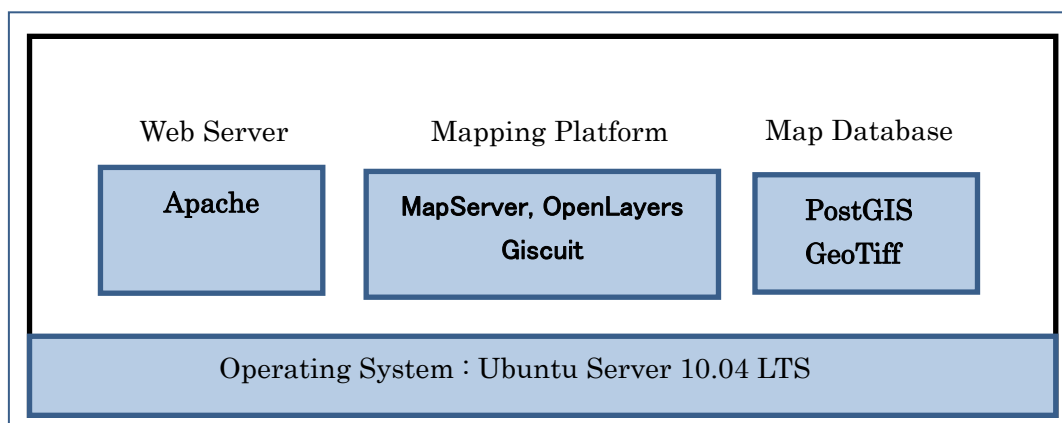 Web Server
Mapping Platform
Map Database
Apache
MapServer, OpenLayers
Giscuit
PostGIS
GeoTiff
Operating System : Ubuntu Server 10.04 LTS